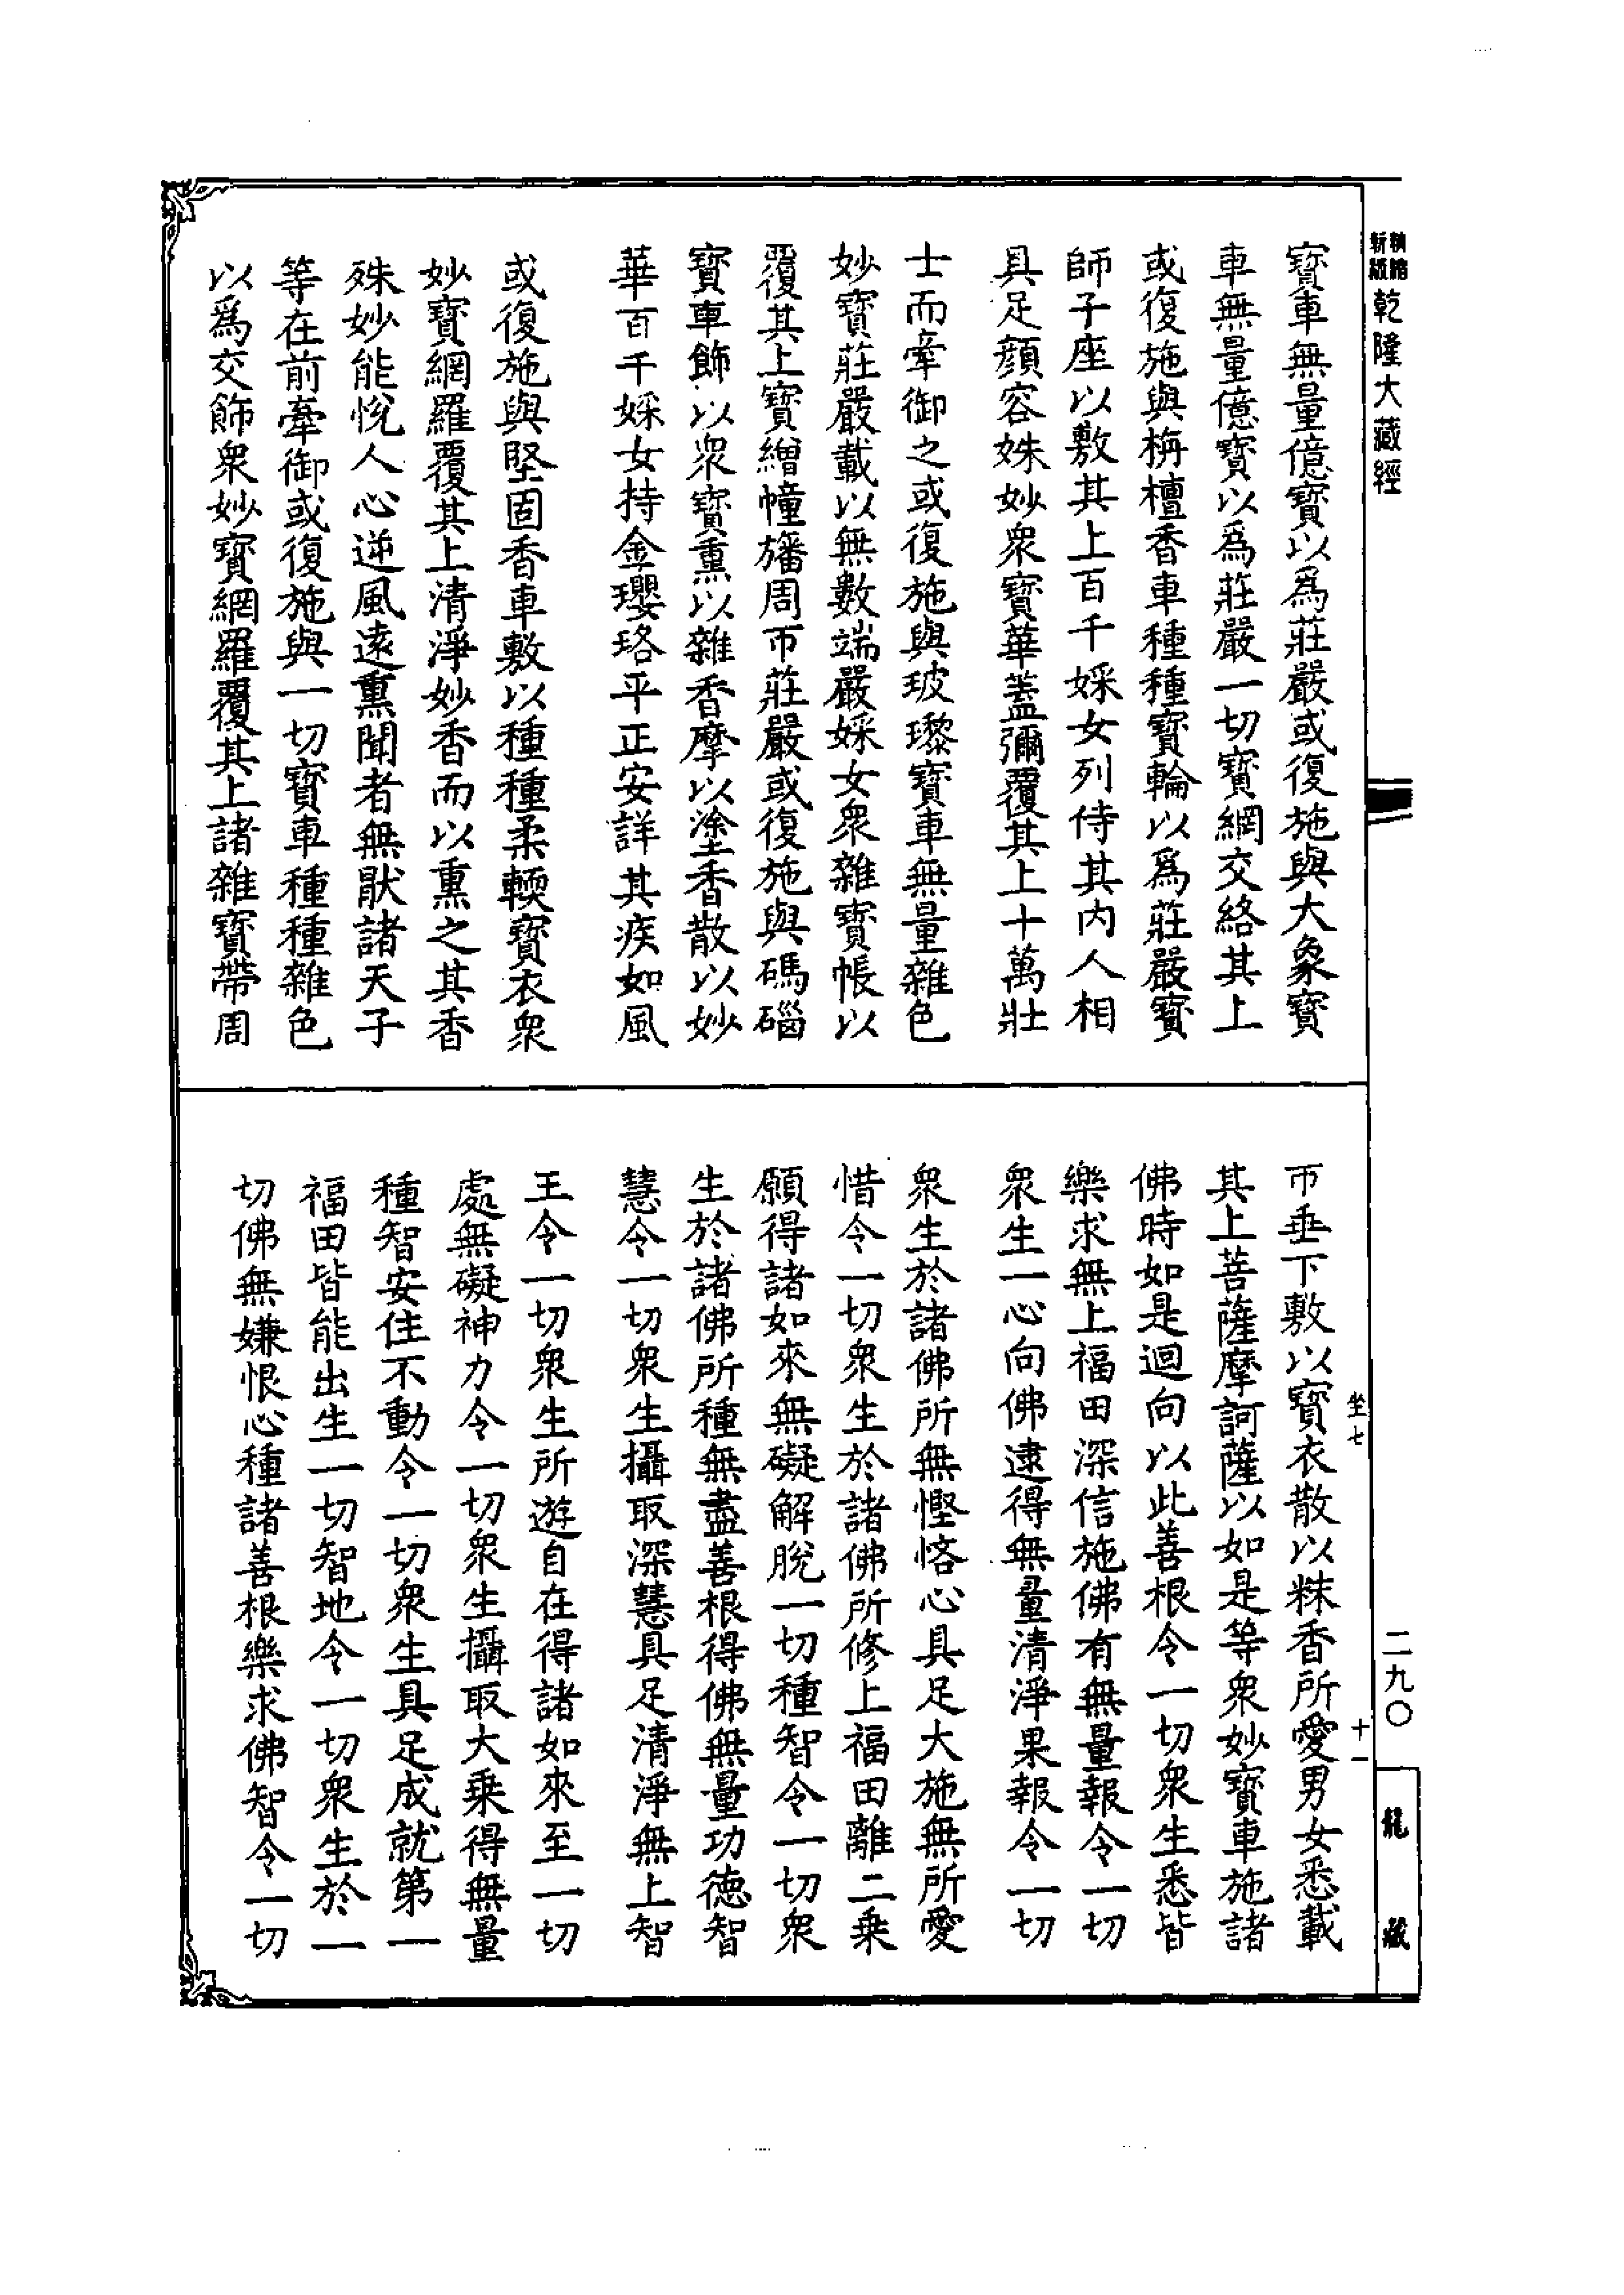 精縮新版乾隆大藏經
寶車無量億寶以爲莊嚴或復施與大象寶
車無量億寶以爲莊嚴一切寶網交絡其上
或復施與栴檀香車種種寶輪以爲莊嚴寶
師子座以敷其上百千婇女列侍其內人相
具足顏容姝妙衆寶華蓋彌覆其上十萬壯
士而牽御之或復施與玻瓈寶車無量雜色
妙寶莊嚴載以無數端嚴婇女衆雜寶帳以
覆其上寶繒幢旛周帀莊嚴或復施與碼碯
寶車飾以衆寶熏以雜香摩以塗香散以妙
華百千婇女持金瓔珞平正安詳其疾如風
或復施與堅固香車敷以種種柔輭寶衣衆
妙寶網羅覆其上清淨妙香而以熏之其香
殊妙能悅人心逆風遠熏聞者無猒諸天子
等在前牽御或復施與一切寶車種種雜色
以爲交飾衆妙寶網羅覆其上諸雜寶帶周
帀垂下敷以寶衣散以粖香所愛男女悉載
其上菩薩摩訶薩以如是等衆妙寶車施諸
佛時如是迴向以此善根令一切衆生悉皆
樂求無上福田深信施佛有無量報令一切
衆生一心向佛逮得無量清淨果報令一切
衆生於諸佛所無慳悋心具足大施無所愛
惜令一切衆生於諸佛所修上福田離二乘
願得諸如來無礙解脫一切種智令一切衆
生於諸佛所種無盡善根得佛無量功德智
慧令一切衆生攝取深慧具足清淨無上智
王令一切衆生所遊自在得諸如來至一切
處無礙神力令一切衆生攝取大乘得無量
種智安住不動令一切衆生具足成就第一
福田皆能出生一切智地令一切衆生於一
切佛無嫌恨心種諸善根樂求佛智令一切
坐七
十一
二九〇
龍藏